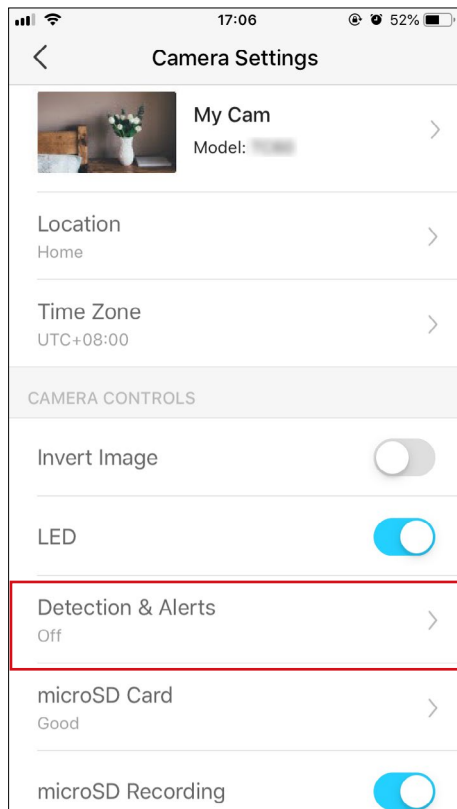 17:06
52%
Camera Settings
My Cam
Model:
Location
Home
Time Zone
UTC+08:00
CAMERA CONTROLS
Invert Image
LED
Detection & Alerts
Off
microSD Card
Good
microSD Recording